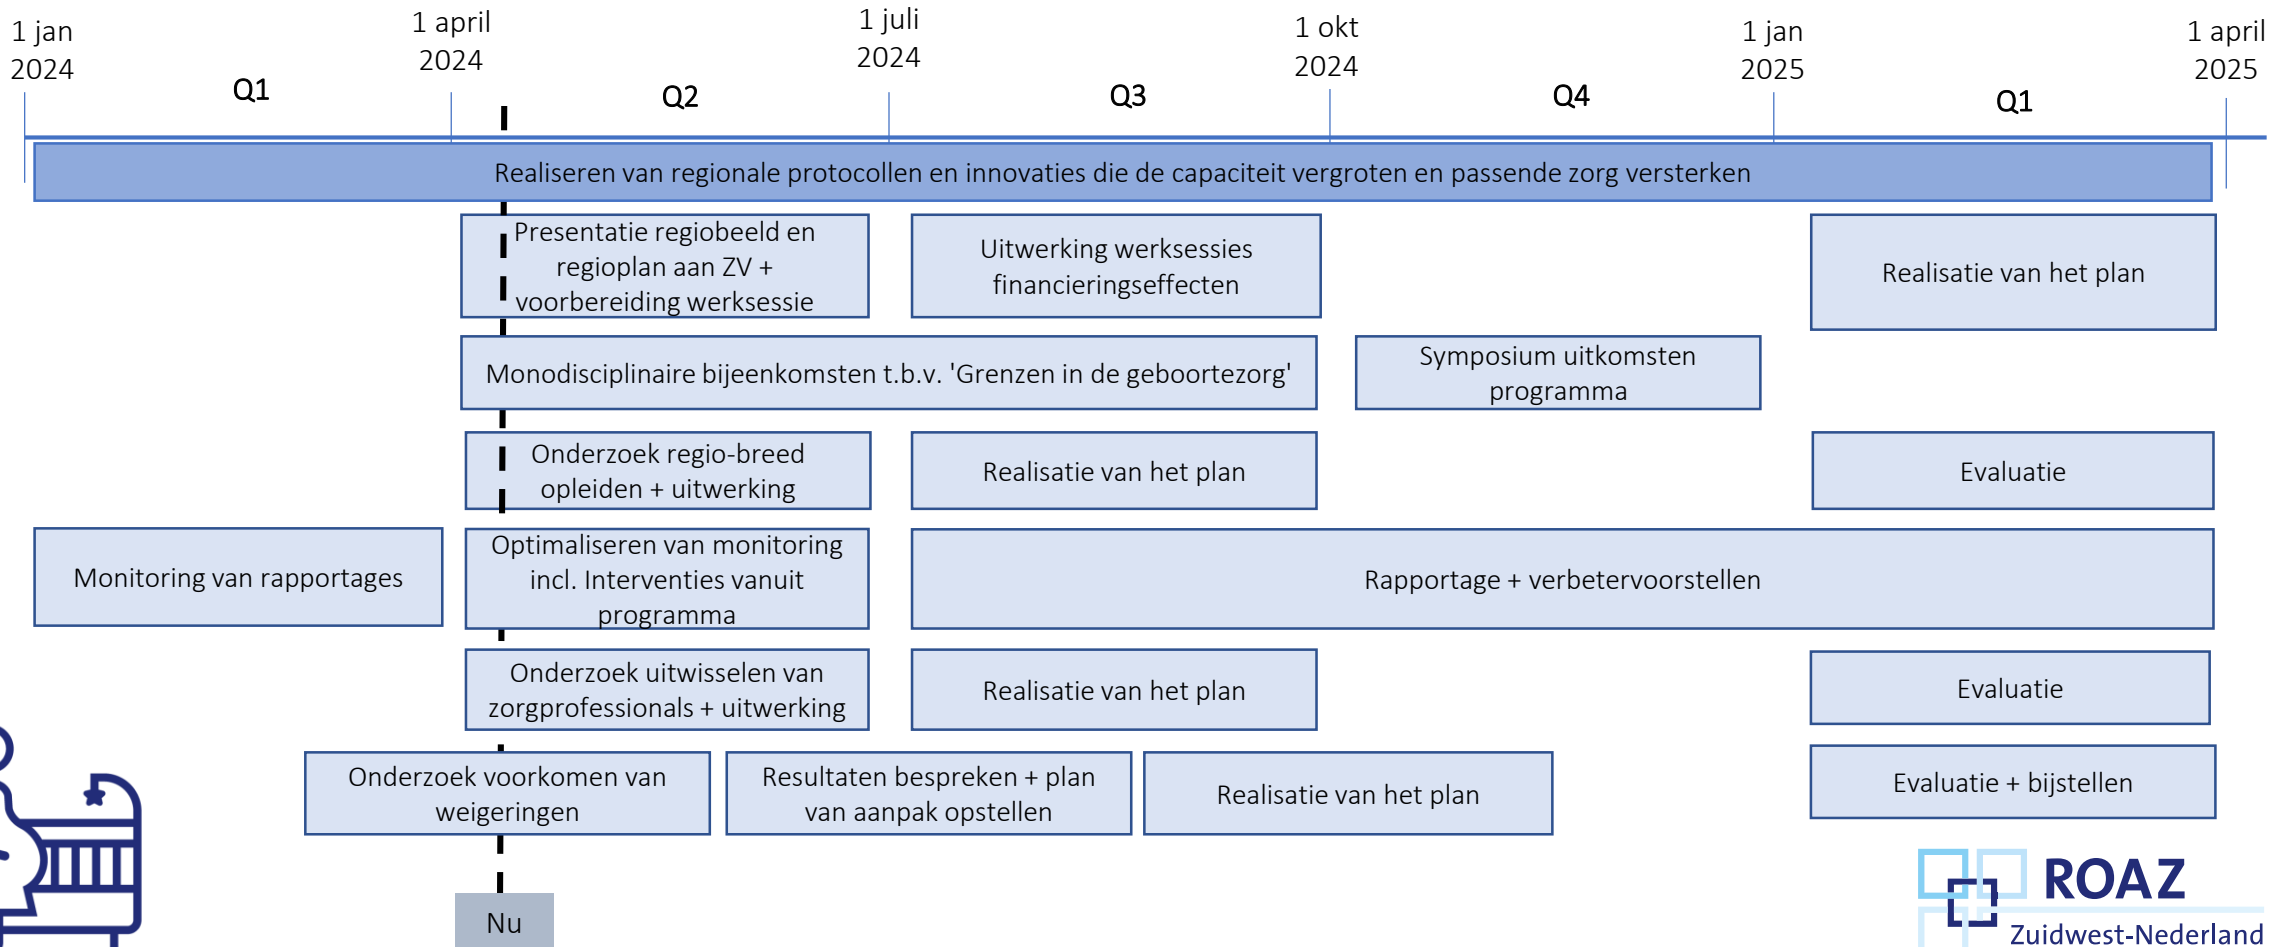 1 jan
2024
1 april
2024
1 juli
2024
1 okt
2024
1 jan
2025
1 april
2025
Q1
Q2
Q3
Q4
Q1
Realiseren van regionale protocollen en innovaties die de capaciteit vergroten en passende zorg versterken
Presentatie regiobeeld en
regioplan aan ZV +
voorbereiding werksessie
Uitwerking werksessies
financieringseffecten
Realisatie van het plan
Monodisciplinaire bijeenkomsten t.b.v. 'Grenzen in de geboortezorg'
Symposium uitkomsten
programma
Onderzoek regio-breed
opleiden + uitwerking
Realisatie van het plan
Evaluatie
Monitoring van rapportages
Optimaliseren van monitoring
incl. Interventies vanuit
programma
Rapportage + verbetervoorstellen
Onderzoek uitwisselen van
zorgprofessionals + uitwerking
Realisatie van het plan
Evaluatie
Onderzoek voorkomen van
weigeringen
Resultaten bespreken + plan
van aanpak opstellen
Realisatie van het plan
Evaluatie + bijstellen
Nu
ROAZ
Zuidwest-Nederland